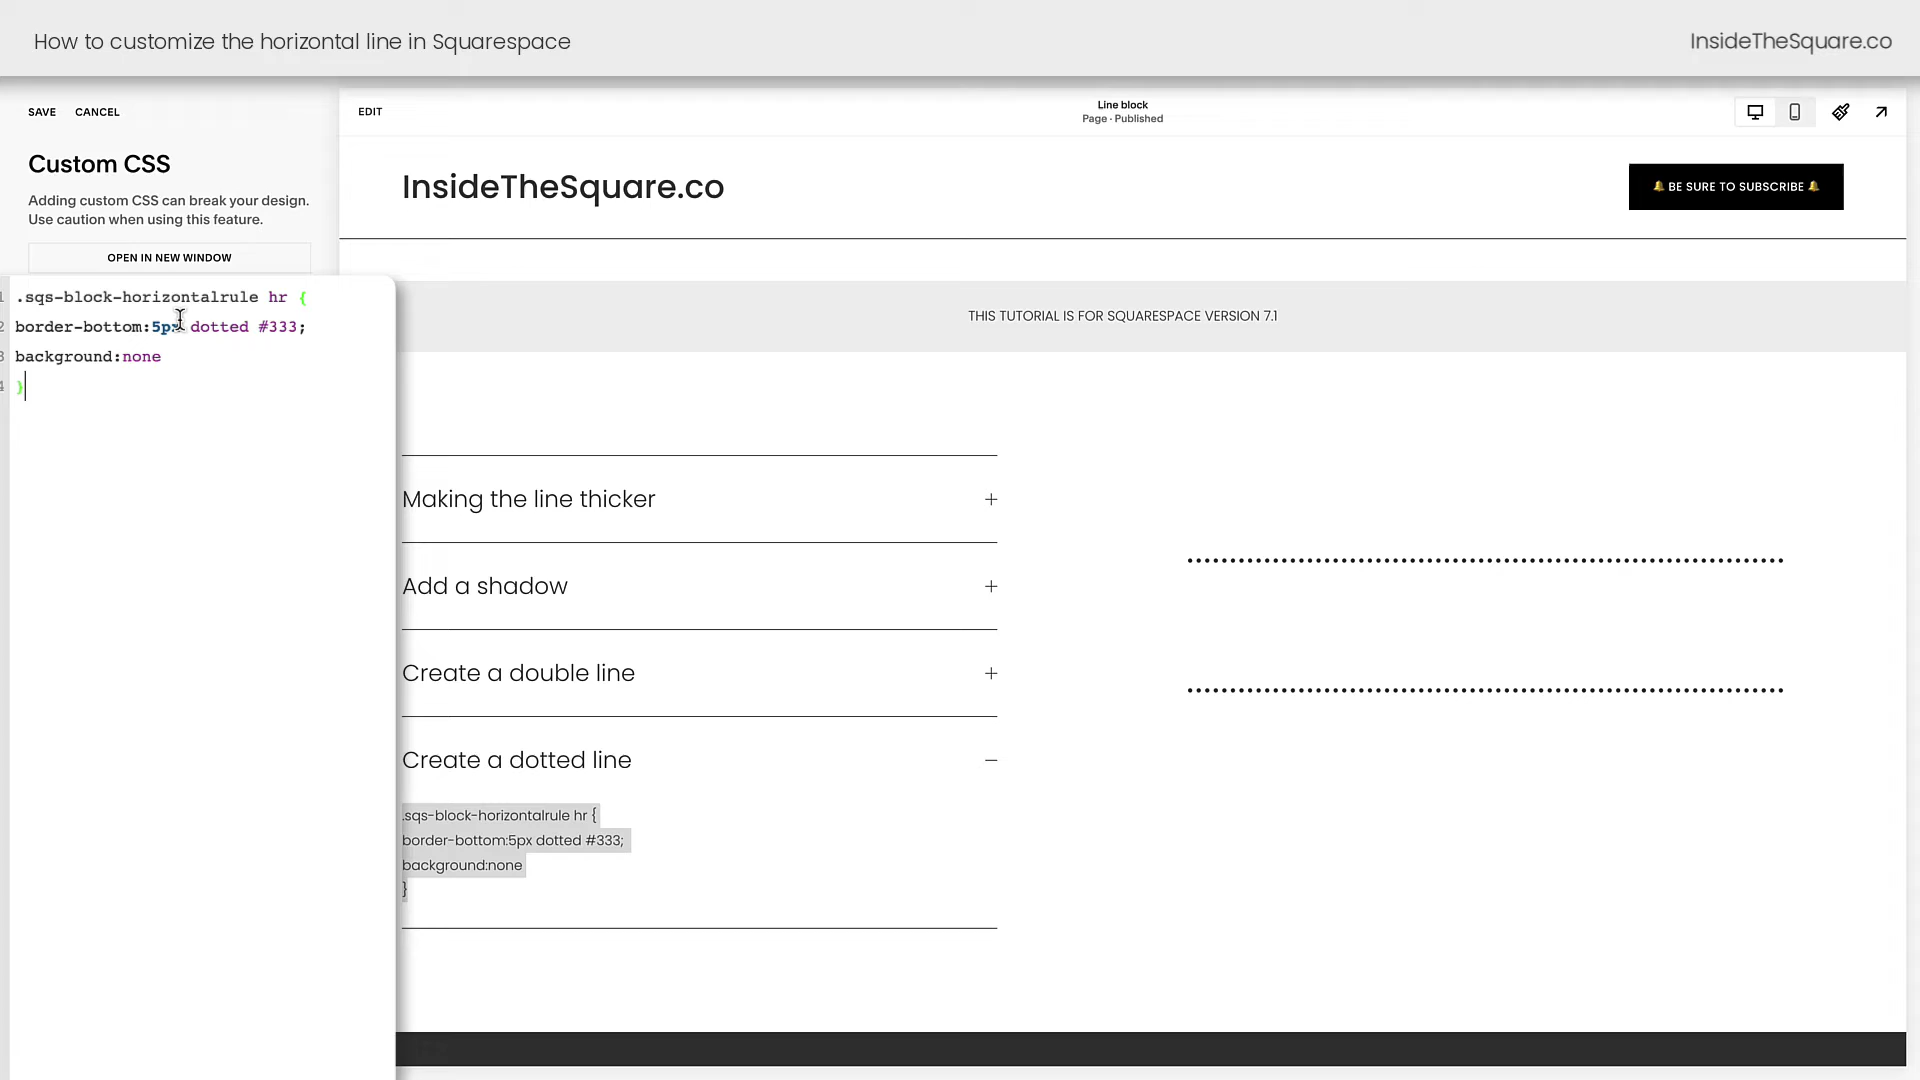 How to customize the horizontal line in Squarespace
InsideTheSquare.co
SAVE CANCEL
EDIT
Line block
Page · Published
Custom CSS
Adding custom CSS can break your design.
Use caution when using this feature.
OPEN IN NEW WINDOW
InsideTheSquare.co
🔔 BE SURE TO SUBSCRIBE 🔔
1 .sqs-block-horizontalrule hr {
2 border-bottom:5px dotted #333;
3 background:none
4 }
THIS TUTORIAL IS FOR SQUARESPACE VERSION 7.1
Making the line thicker +
Add a shadow +
Create a double line +
Create a dotted line −
.sqs-block-horizontalrule hr {
border-bottom:5px dotted #333;
background:none
}